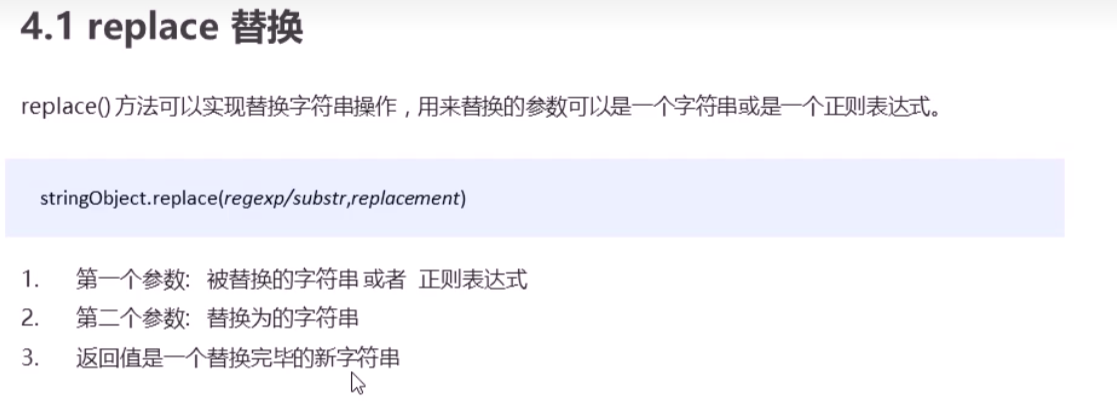 4.1 replace 替换
replace() 方法可以实现替换字符串操作，用来替换的参数可以是一个字符串或是一个正则表达式。
stringObject.replace(regexp/substr,replacement)
1. 第一个参数: 被替换的字符串 或者 正则表达式
2. 第二个参数: 替换为的字符串
3. 返回值是一个替换完毕的新字符串